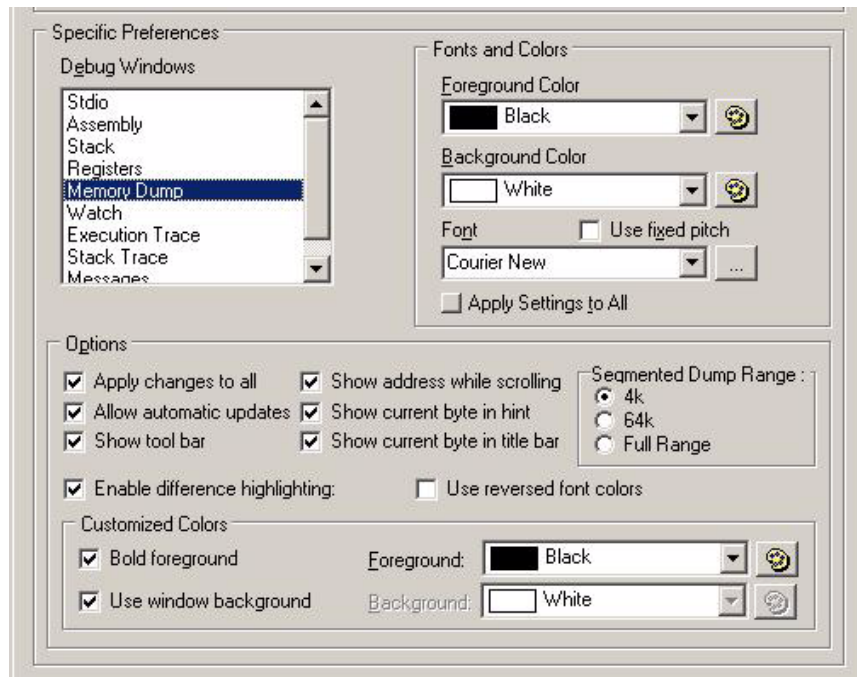 Specific Preferences
Debug Windows
Stdio
Assembly
Stack
Registers
Memory Dump
Watch
Execution Trace
Stack Trace
Messages
Fonts and Colors
Foreground Color
Black
Background Color
White
Font
Use fixed pitch
Courier New
...
Apply Settings to All
Options
Apply changes to all
Show address while scrolling
Allow automatic updates
Show current byte in hint
Show tool bar
Show current byte in title bar
Segmented Dump Range :
4k
64k
Full Range
Enable difference highlighting:
Use reversed font colors
Customized Colors
Bold foreground
Foreground:
Black
Use window background
Background:
White